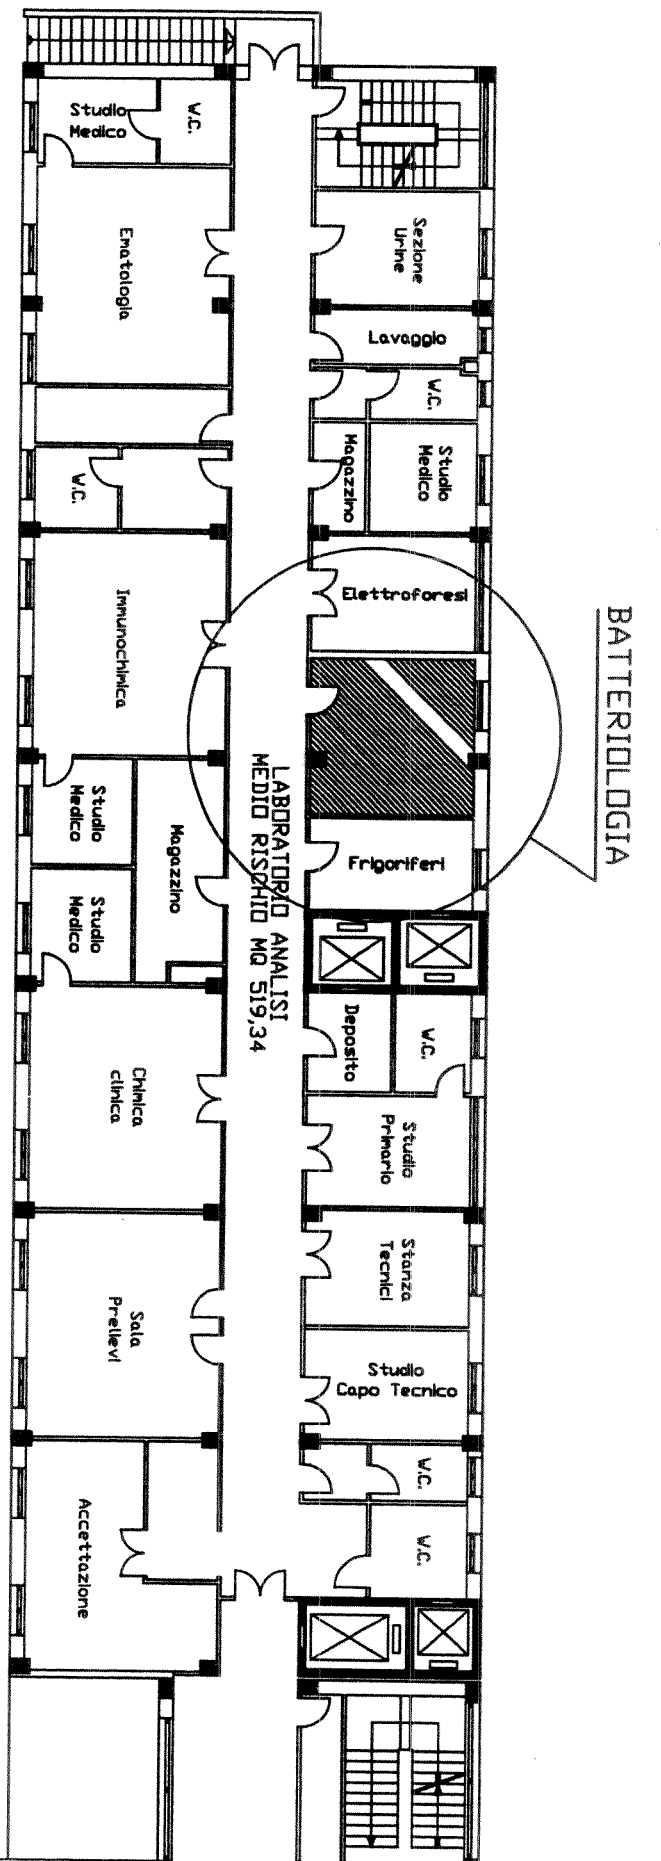 W.C.
Studio
Medico
Ematologia
Sezione
Urine
Lavaggio
W.C.
Magazzino
Studio
Medico
W.C.
Elettroforesi
Immunochimica
BATTERIOLOGIA
LABORATORIO ANALISI
MEDIO RISCHIO MQ 519,34
Studio
Medico
Magazzino
Frigoriferi
Studio
Medico
Deposito
W.C.
Chimica
clinica
Studio
Primario
Stanza
Tecnici
Sala
Prelievi
Studio
Capo Tecnico
W.C.
W.C.
Accettazione